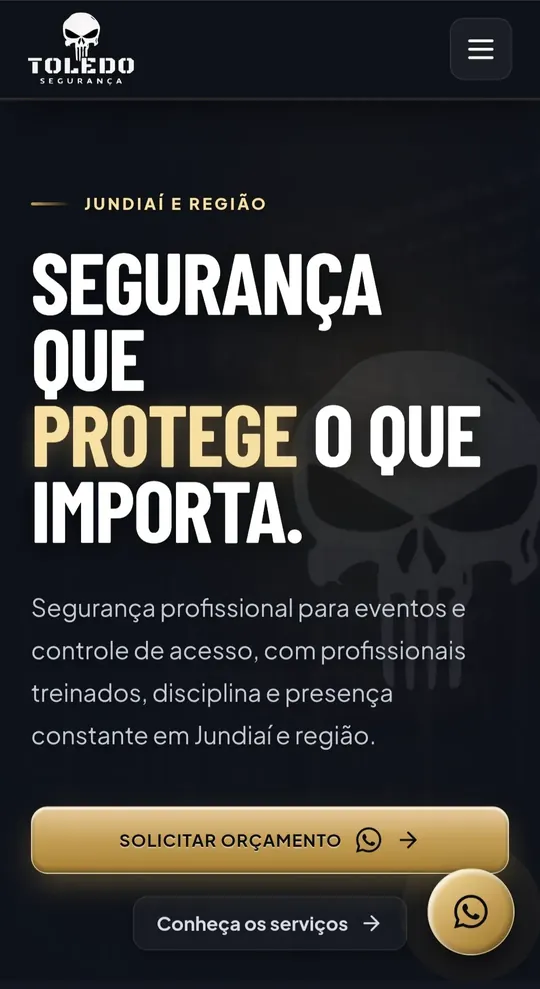 TOLEDO
SEGURANÇA
JUNDIAÍ E REGIÃO
SEGURANÇA
QUE
PROTEGE O QUE
IMPORTA.
Segurança profissional para eventos e
controle de acesso, com profissionais
treinados, disciplina e presença
constante em Jundiaí e região.
SOLICITAR ORÇAMENTO
Conheça os serviços